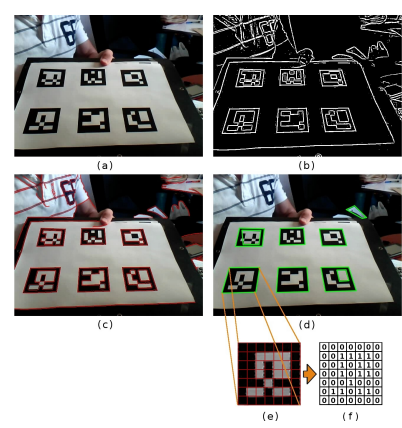 (a) (b)
(c) (d)
0 0 0 0 0 0 0
0 0 1 1 1 1 0
0 0 1 0 1 1 0
0 0 1 0 1 1 0
0 0 0 1 0 0 0
0 1 1 0 1 1 0
0 0 0 0 0 0 0
(e) (f)